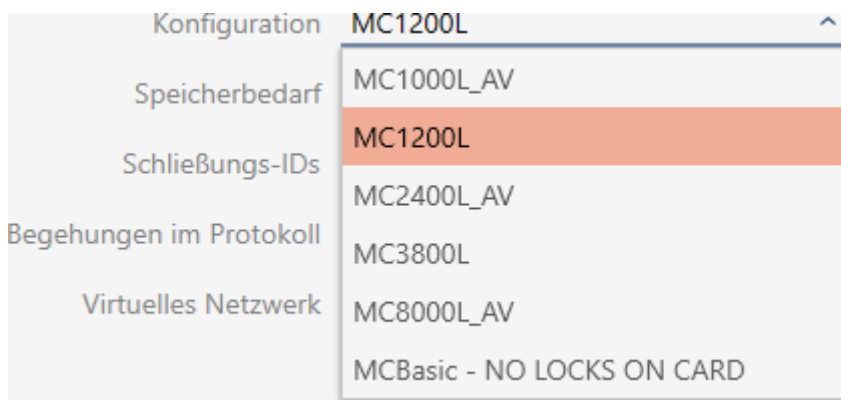 Konfiguration MC1200L
MC1000L_AV
Speicherbedarf
MC1200L
Schließungs-IDs
MC2400L_AV
Begehungen im Protokoll
MC3800L
Virtuelles Netzwerk
MC8000L_AV
MCBasic - NO LOCKS ON CARD